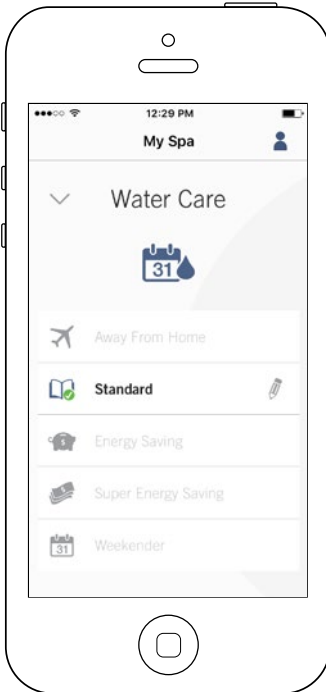 12:29 PM
My Spa
Water Care
31
Away From Home
Standard
$
Energy Saving
Super Energy Saving
31
Weekender